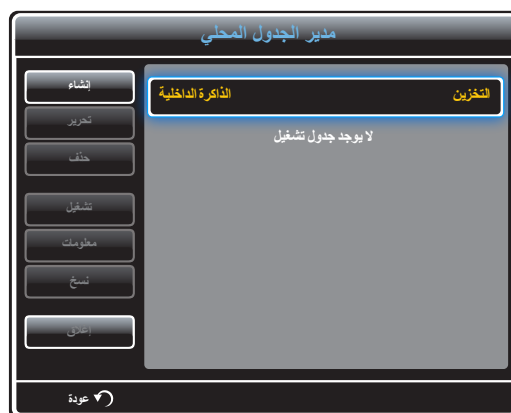 مدير الجدول المحلي
التخزين الذاكرة الداخلية
لا يوجد جدول تشغيل
إنشاء
تحرير
حذف
تشغيل
معلومات
نسخ
إغلاق
عودة